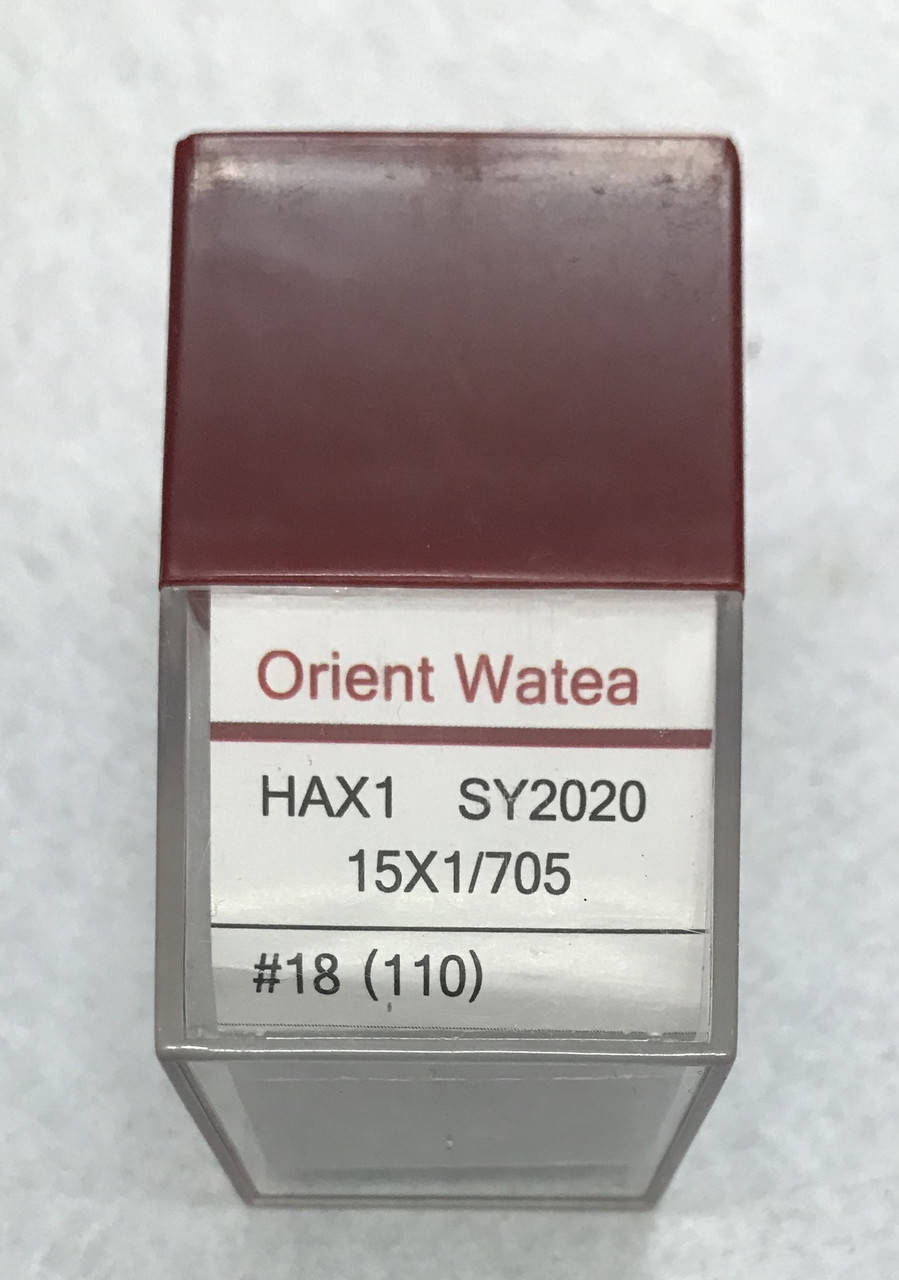 Orient Watea
HAX1 SY2020
15X1/705
#18 (110)